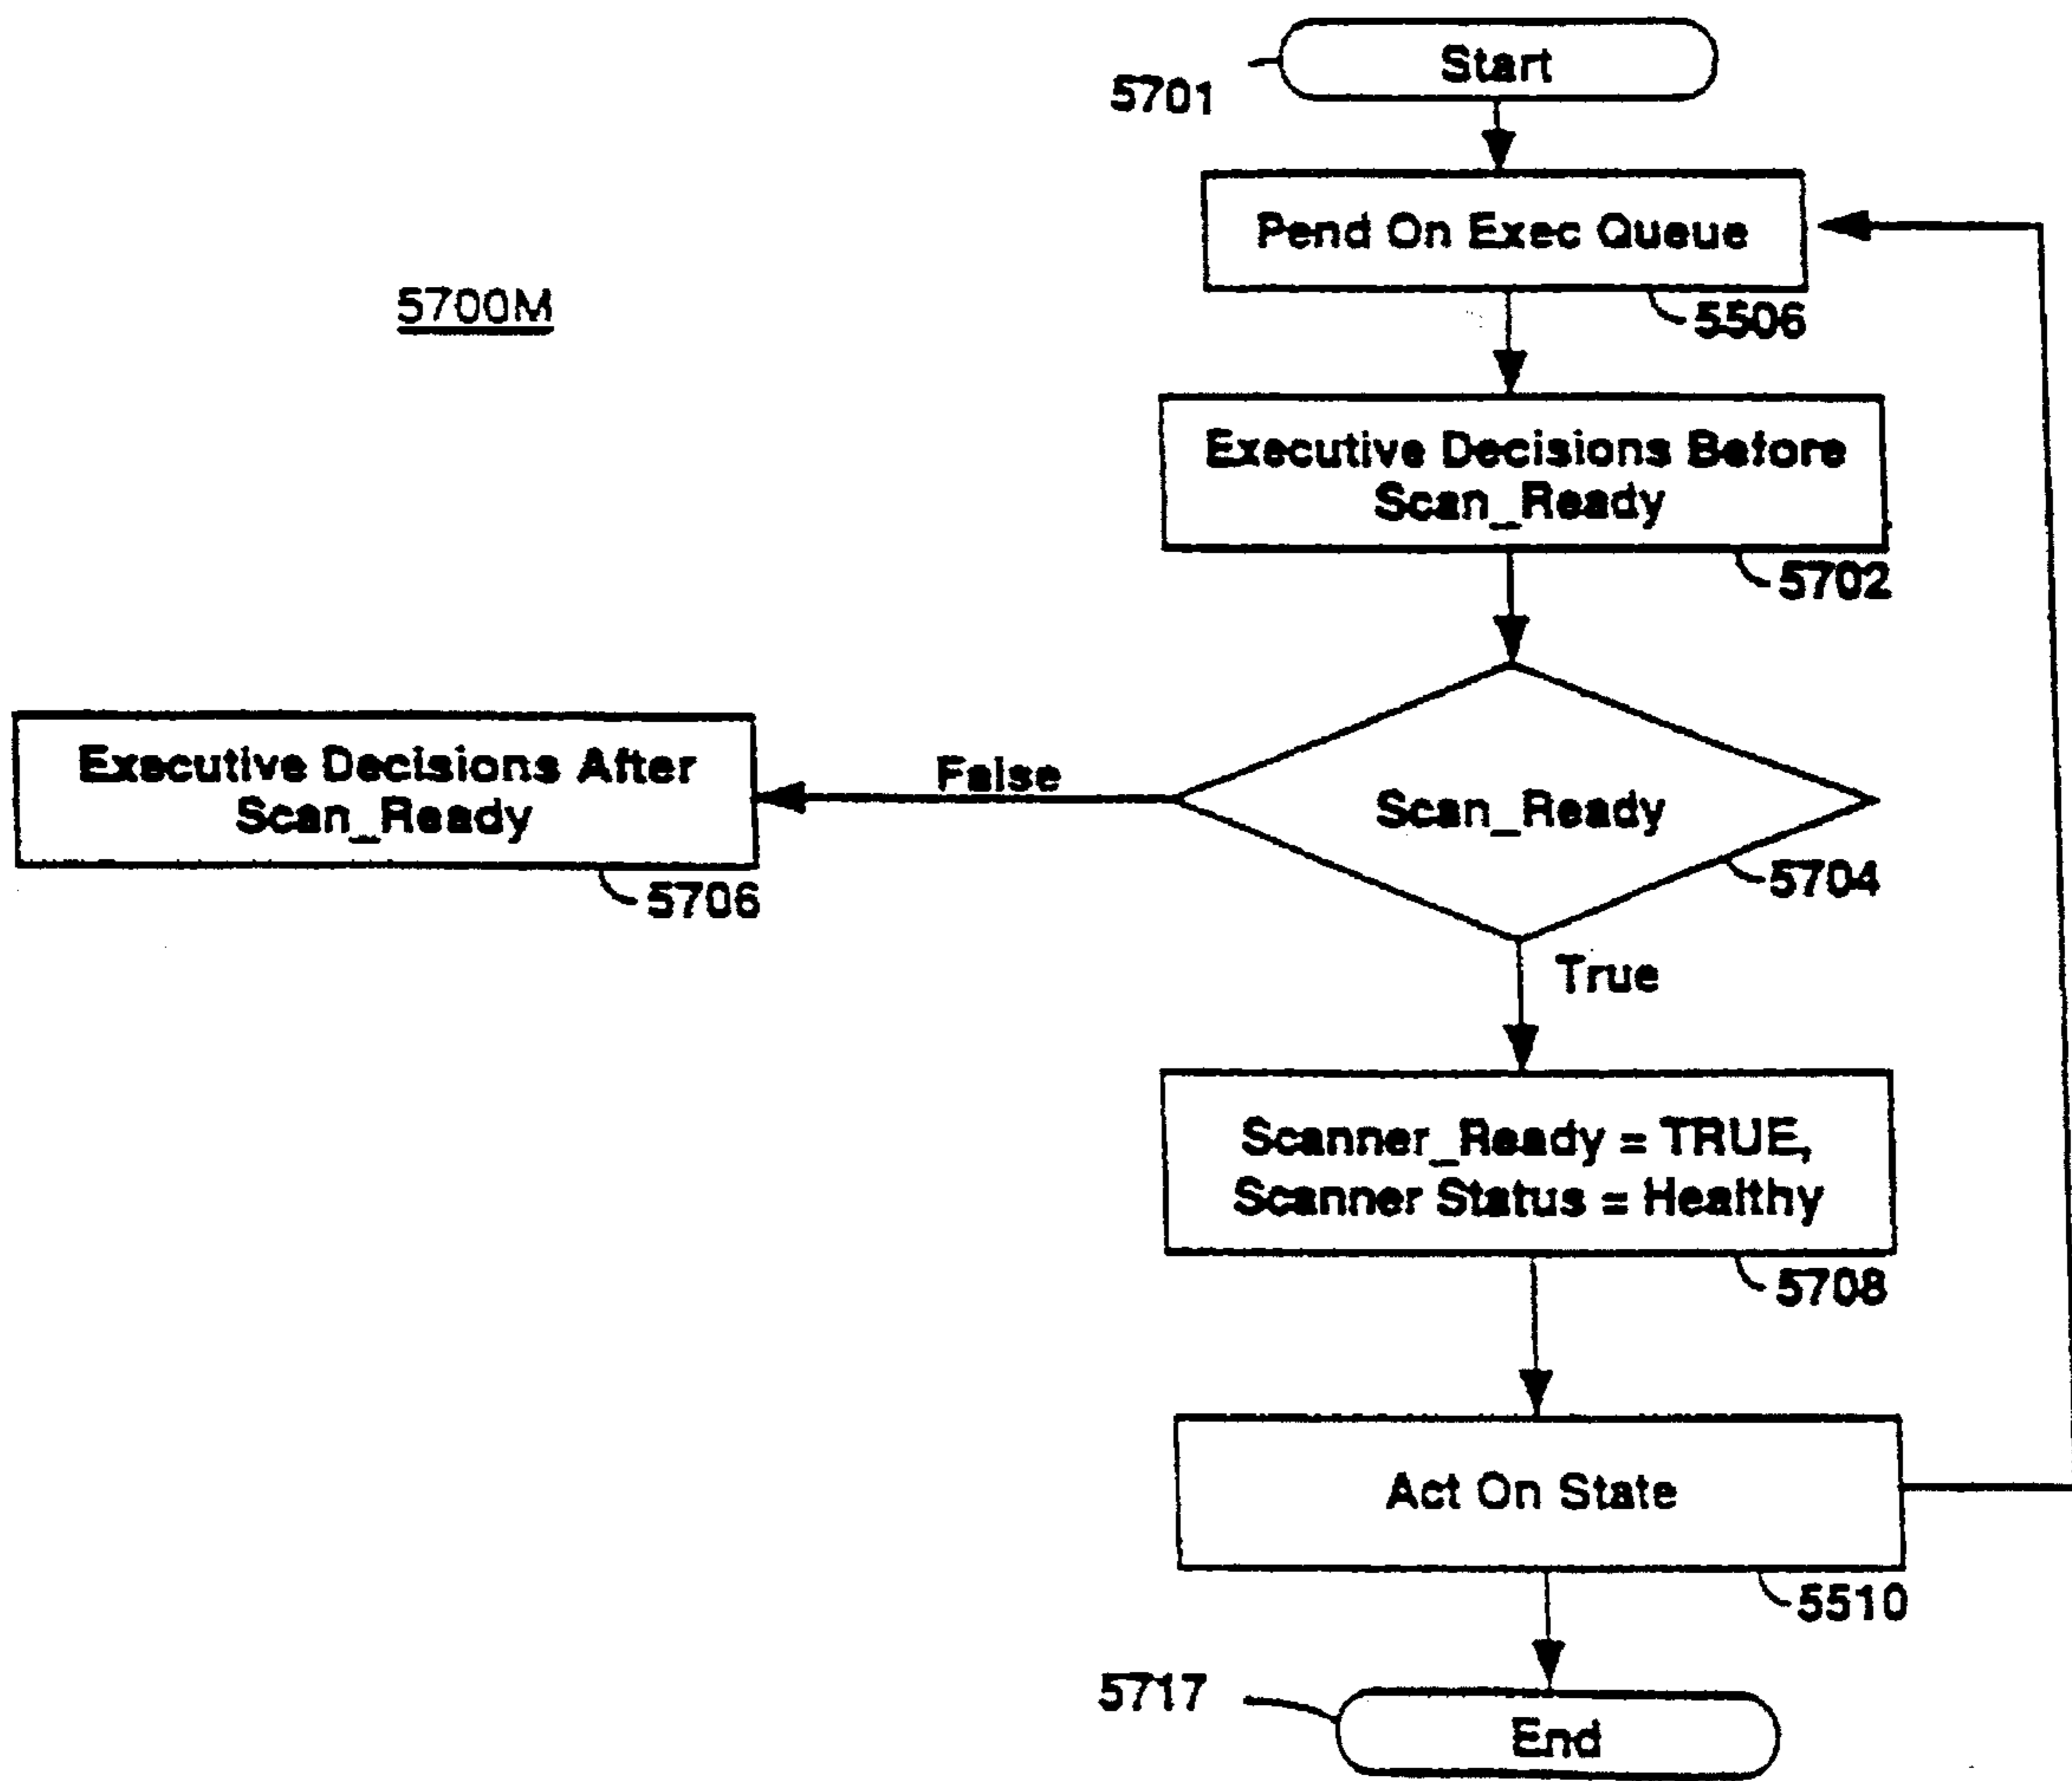 Start
5701
Pend On Exec Queue
5506
5700M
Executive Decisions Before
Scan_Ready
5702
Executive Decisions After
Scan_Ready
5706
False
Scan_Ready
5704
True
Scanner_Ready = TRUE,
Scanner Status = Healthy
5708
Act On State
5510
5717
End